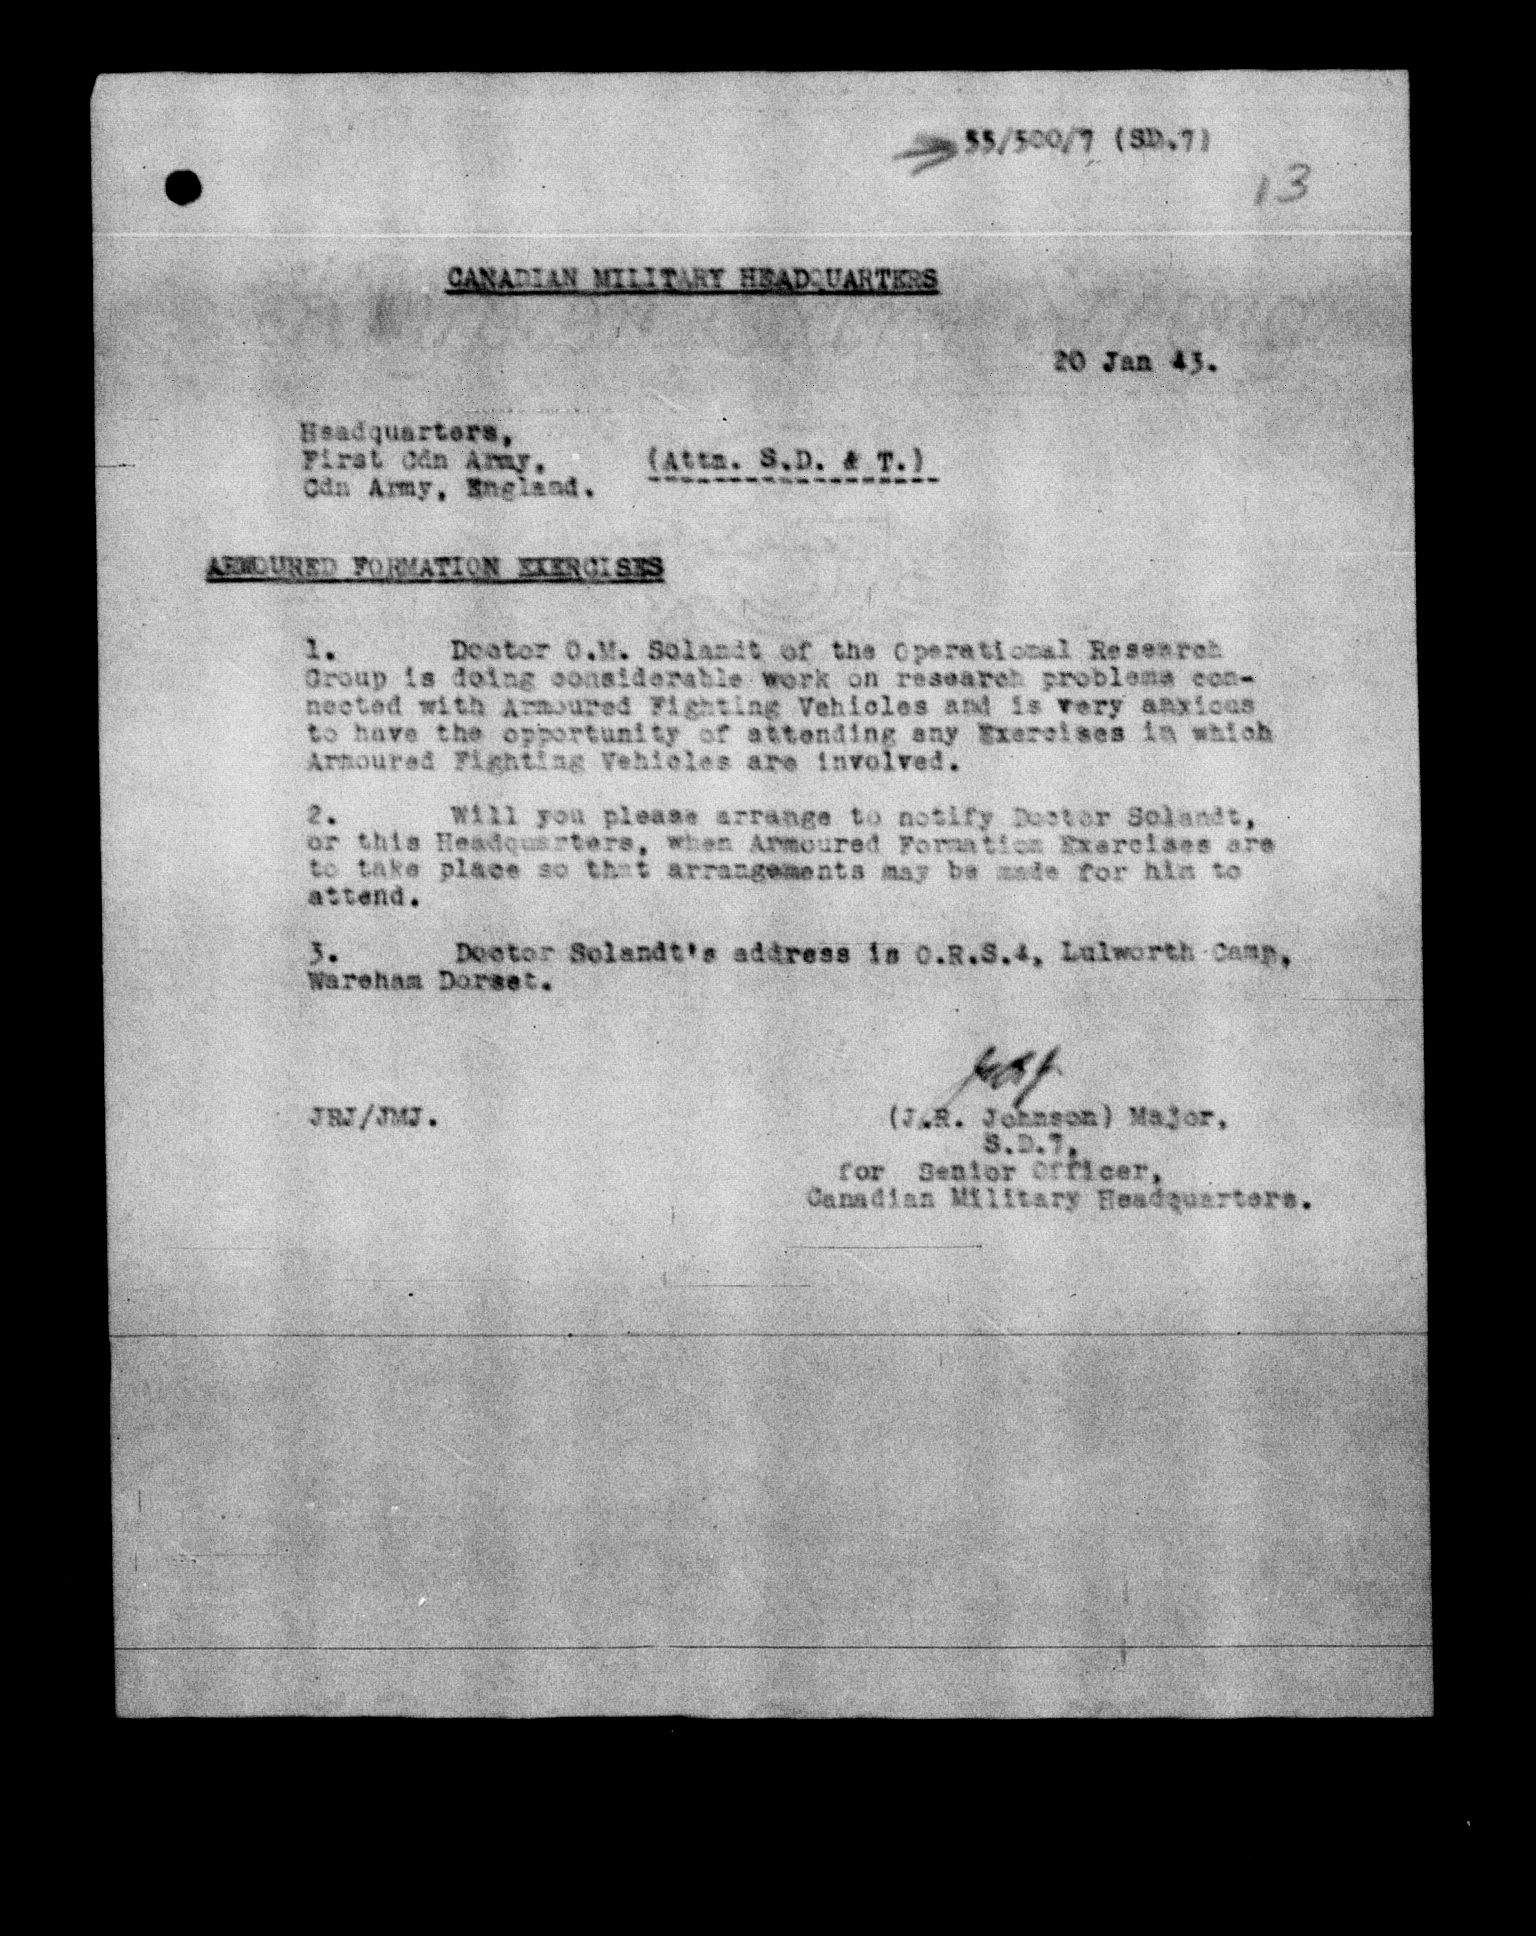 55/500/7 (SD.7)
13
CANADIAN MILITARY HEADQUARTERS
20 Jan 43.
Headquarters,
First Cdn Army,
(Attn. S.D. & T.)
Cdn Army, England.
ARMOURED FORMATION EXERCISES
1. Doctor O.M. Solandt of the Operational Research
Group is doing considerable work on research problems con-
nected with Armoured Fighting Vehicles and is very anxious
to have the opportunity of attending any Exercises in which
Armoured Fighting Vehicles are involved.
2. Will you please arrange to notify Doctor Solandt,
or this Headquarters, when Armoured Formation Exercises are
to take place so that arrangements may be made for him to
attend.
3. Doctor Solandt's address is O.R.S.4, Lulworth Camp,
Wareham Dorset.
JRJ/JMJ.
(J.R. Johnson) Major,
S.D.7,
for Senior Officer,
Canadian Military Headquarters.